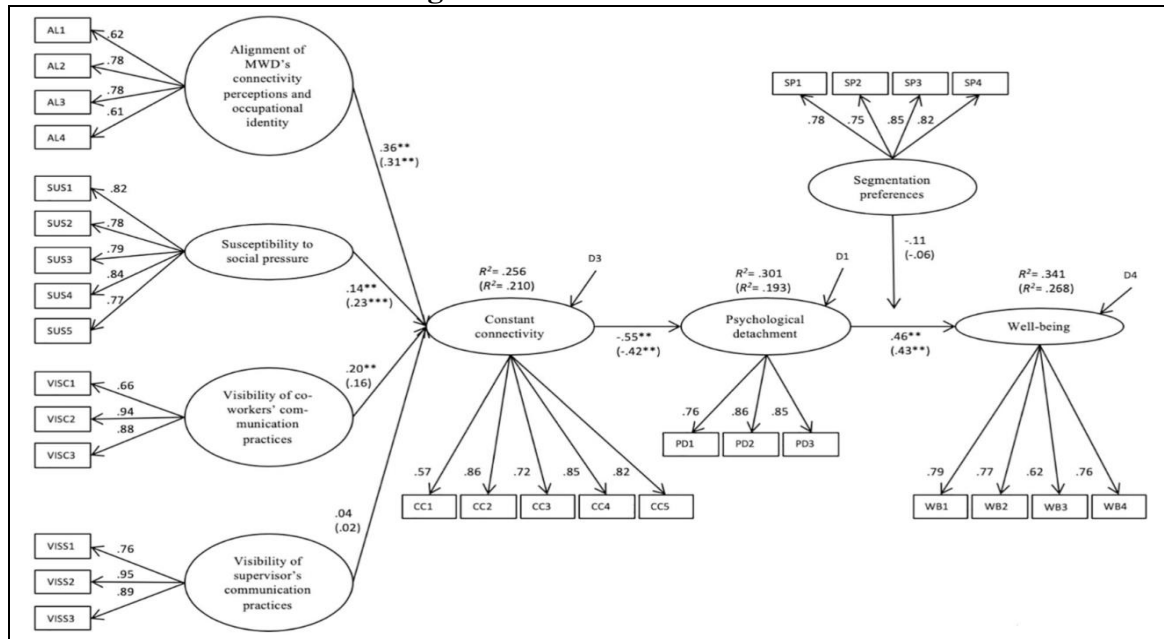 AL1
AL2
AL3
AL4
.62
.78
.78
.61
Alignment of
MWD's
connectivity
perceptions and
occupational
identity
.36**
(.31**)
SUS1
SUS2
SUS3
SUS4
SUS5
.82
.78
.79
.84
.77
Susceptibility to
social pressure
.14**
(.23***)
VISC1
VISC2
VISC3
.66
.94
.88
Visibility of co-
workers' com-
munication
practices
.20**
(.16)
VISS1
VISS2
VISS3
.76
.95
.89
Visibility of
supervisor's
communication
practices
.04
(.02)
R²= .256
(R²= .210)
D3
Constant
connectivity
.57
.86
.72
.85
.82
CC1
CC2
CC3
CC4
CC5
-.55**
(-.42**)
R²= .301
(R²= .193)
D1
Psychological
detachment
.76
.86
.85
PD1
PD2
PD3
SP1
SP2
SP3
SP4
.78
.75
.85
.82
Segmentation
preferences
-.11
(-.06)
.46**
(.43**)
R²= .341
(R²= .268)
D4
Well-being
.79
.77
.62
.76
WB1
WB2
WB3
WB4